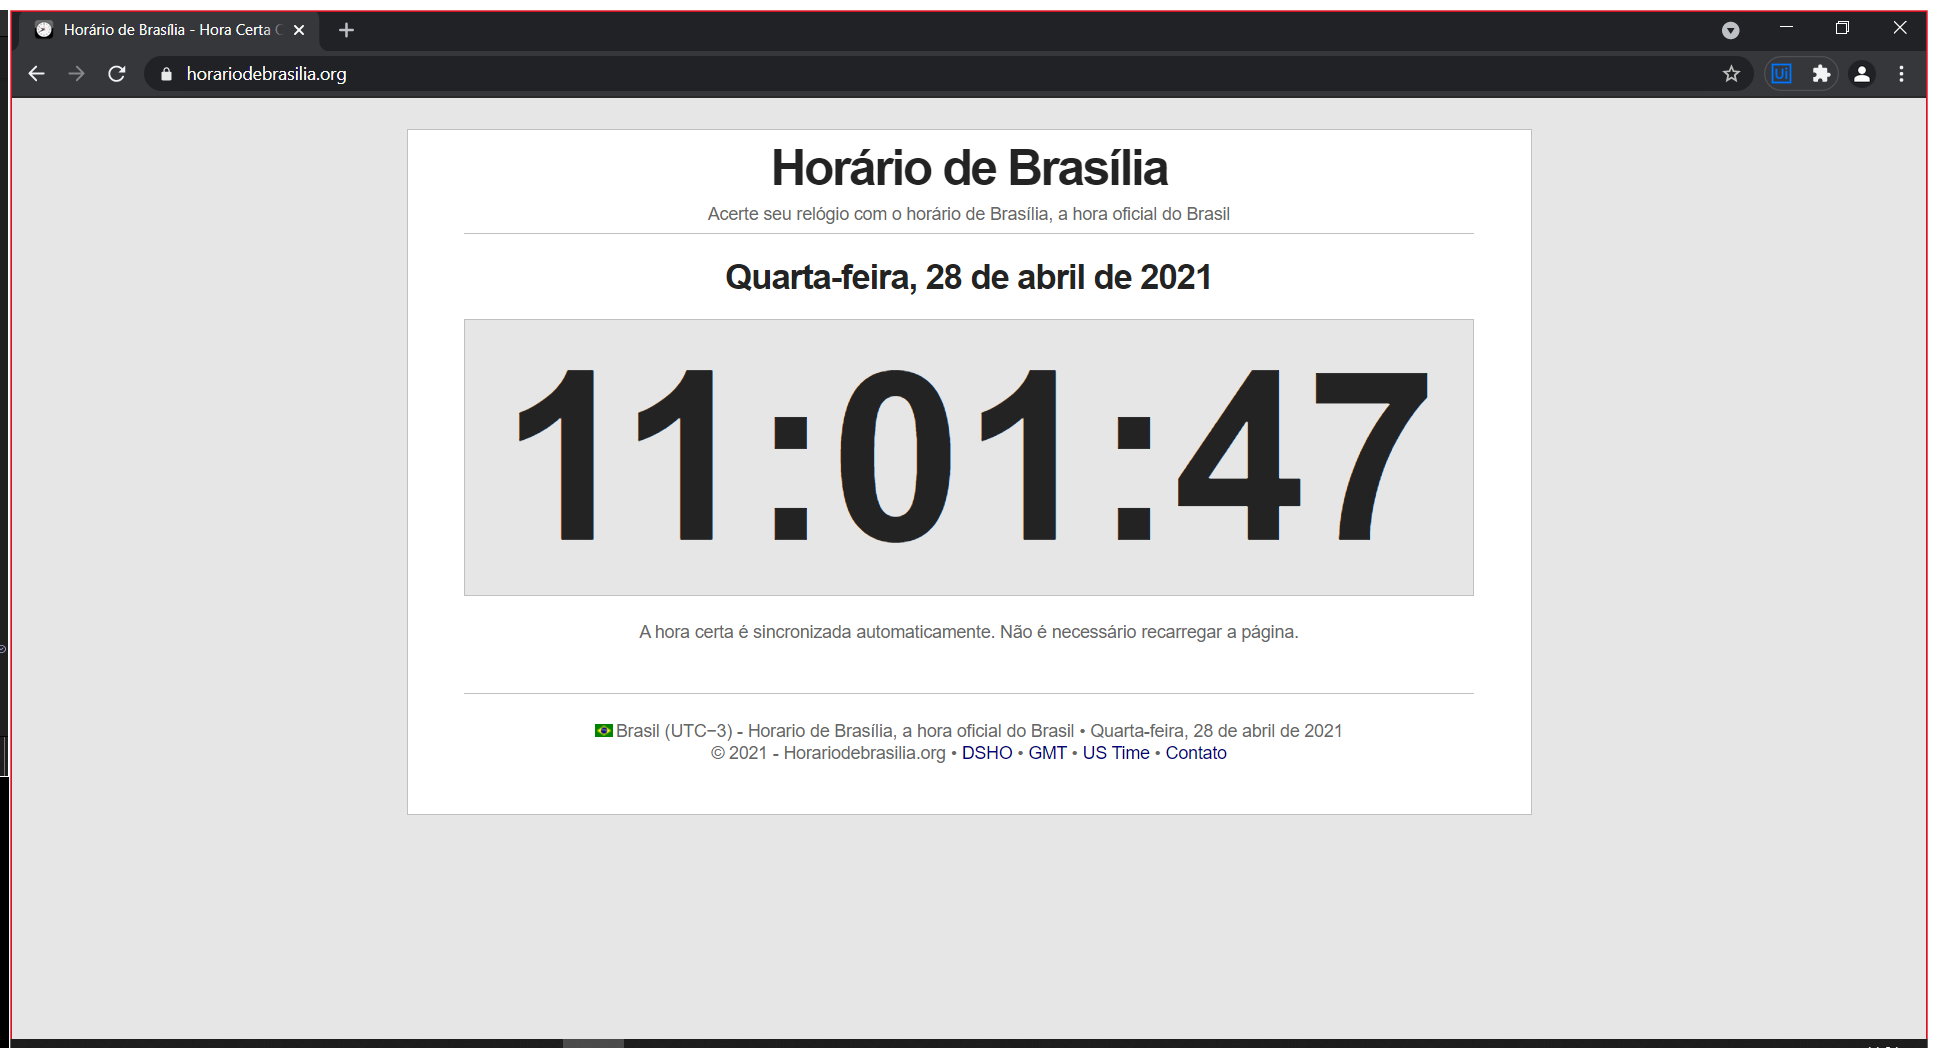 Horário de Brasília - Hora Certa
horariodebrasilia.org
Ui
Horário de Brasília
Acerte seu relógio com o horário de Brasília, a hora oficial do Brasil
Quarta-feira, 28 de abril de 2021
11:01:47
A hora certa é sincronizada automaticamente. Não é necessário recarregar a página.
Brasil (UTC−3) - Horario de Brasília, a hora oficial do Brasil • Quarta-feira, 28 de abril de 2021
© 2021 - Horariodebrasilia.org • DSHO • GMT • US Time • Contato